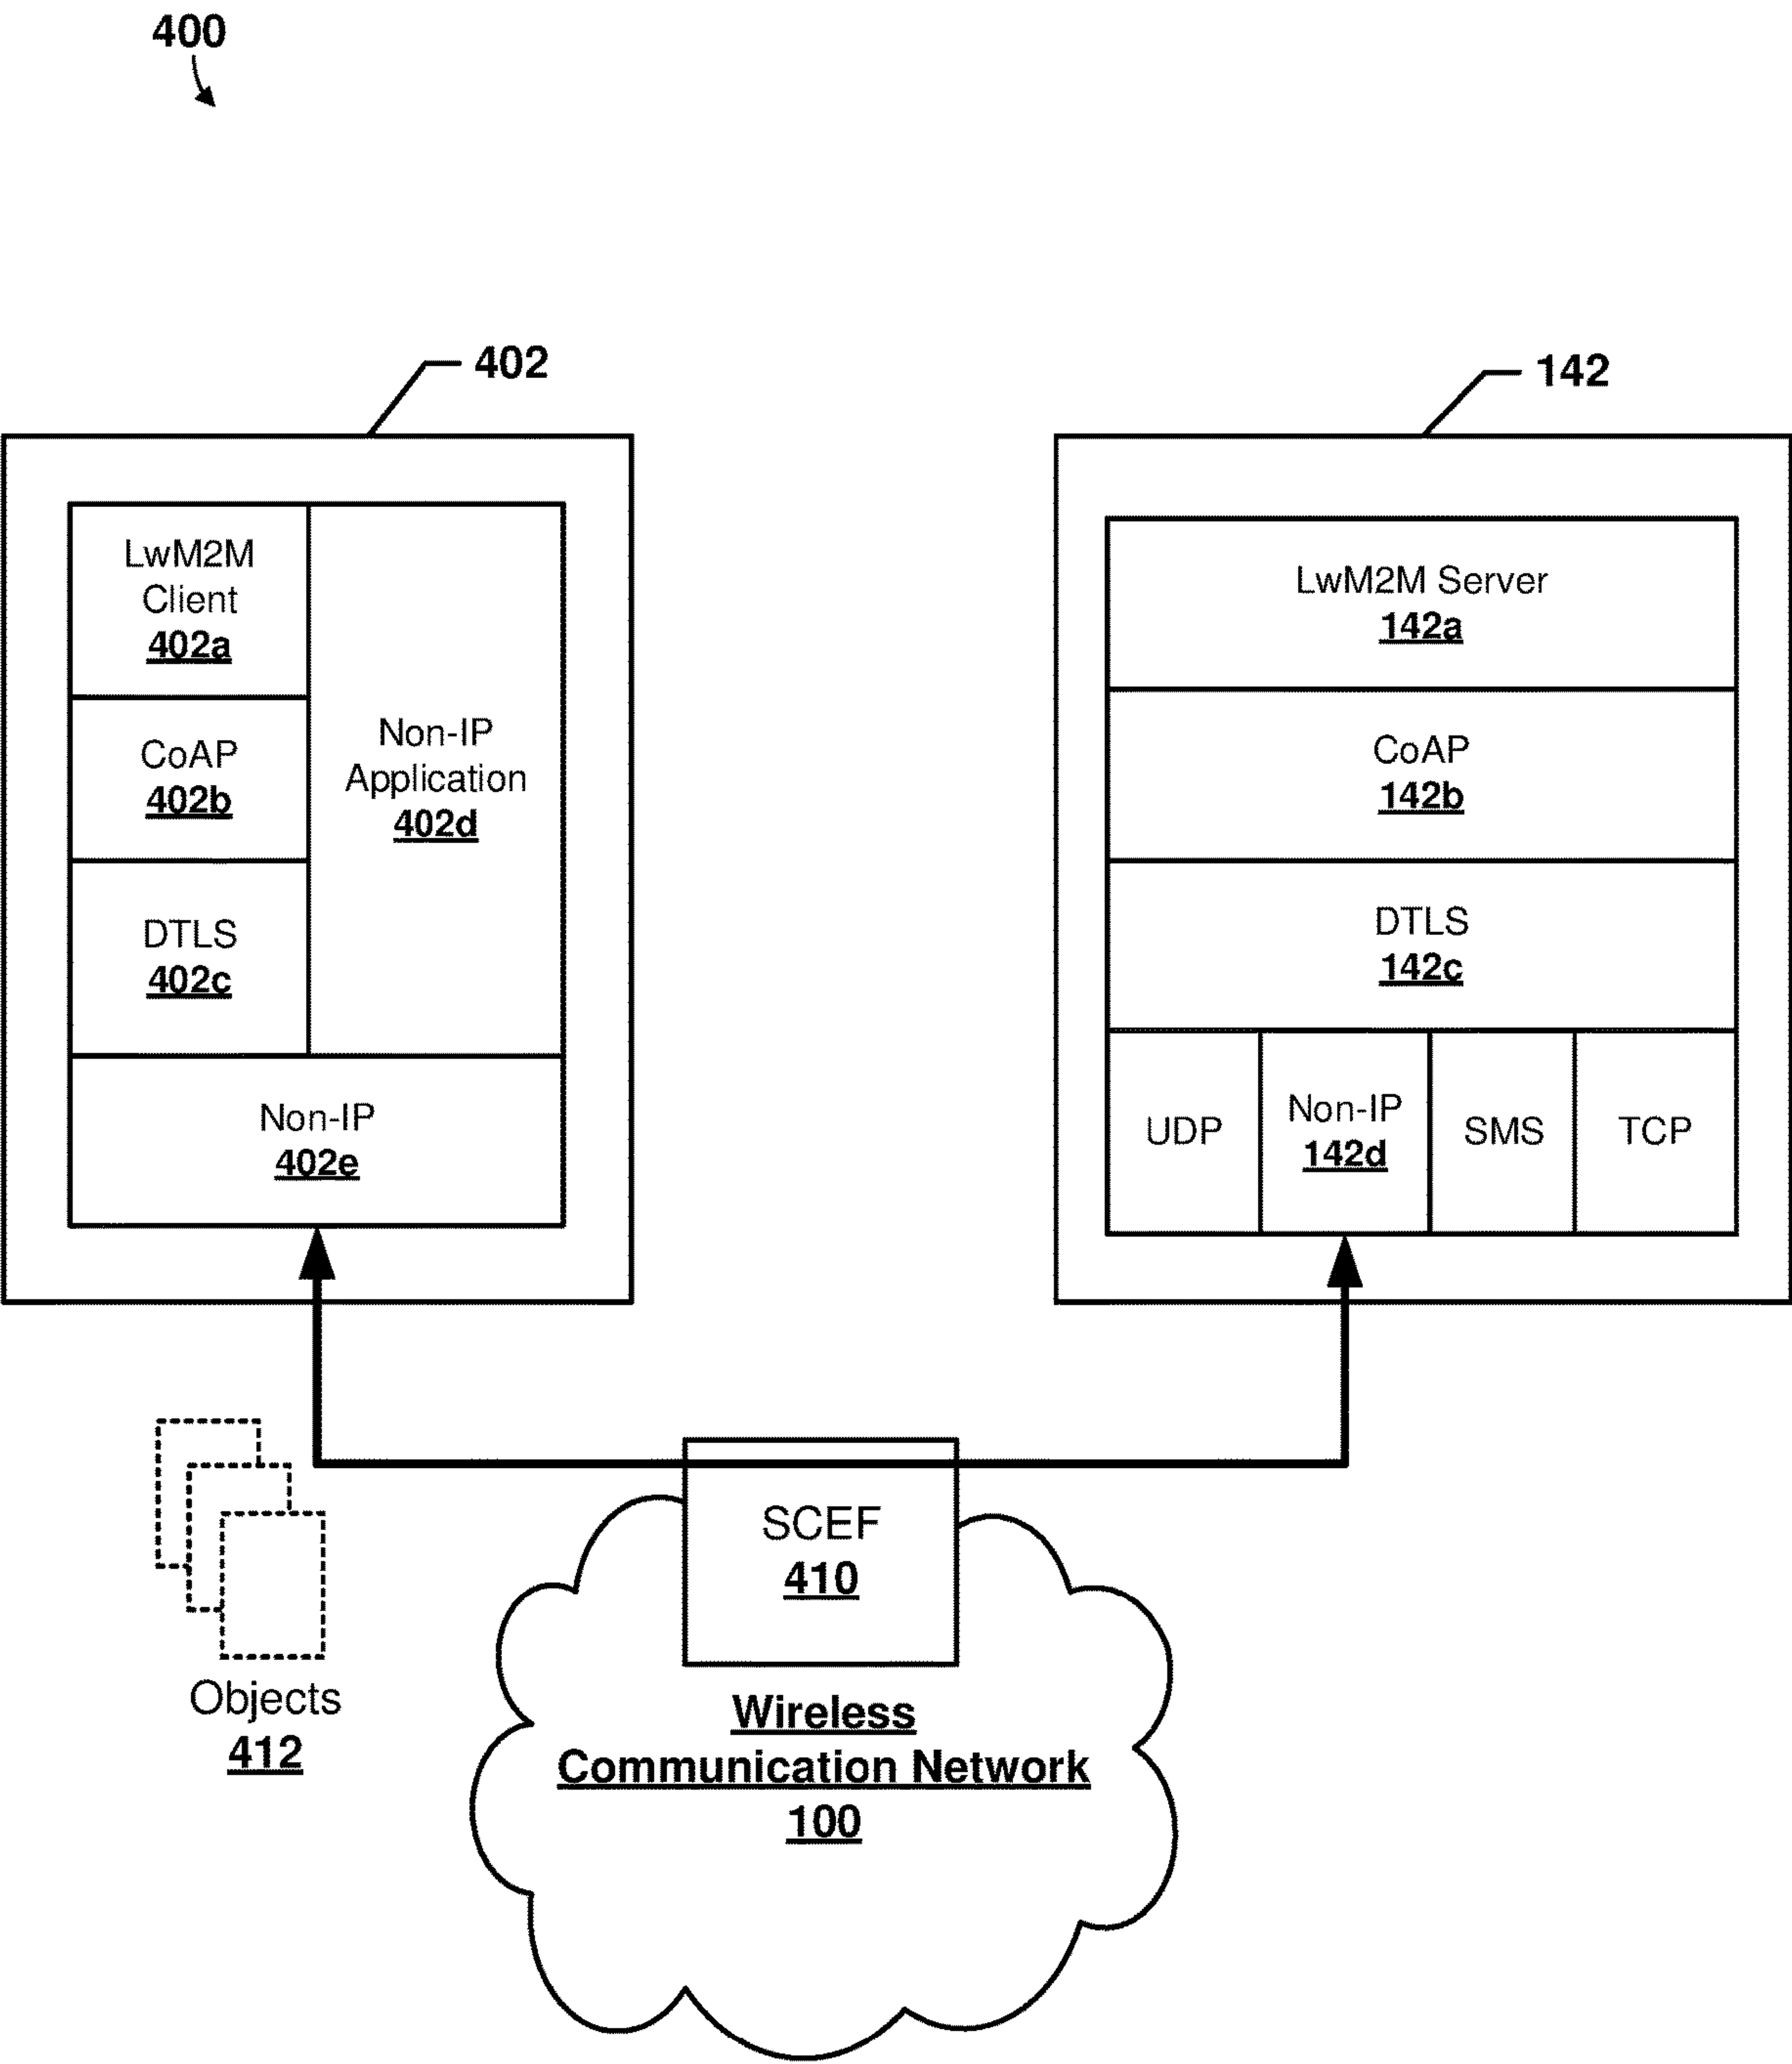 400
402
142
LwM2M
Client
402a
CoAP
402b
DTLS
402c
Non-IP
Application
402d
Non-IP
402e
LwM2M Server
142a
CoAP
142b
DTLS
142c
UDP
Non-IP
142d
SMS
TCP
SCEF
410
Objects
412
Wireless
Communication Network
100